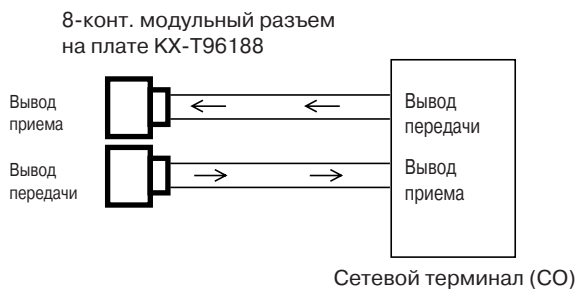 8-конт. модульный разъем
на плате KX-T96188
Вывод
приема
Вывод
передачи
Вывод
передачи
Вывод
приема
Сетевой терминал (CO)